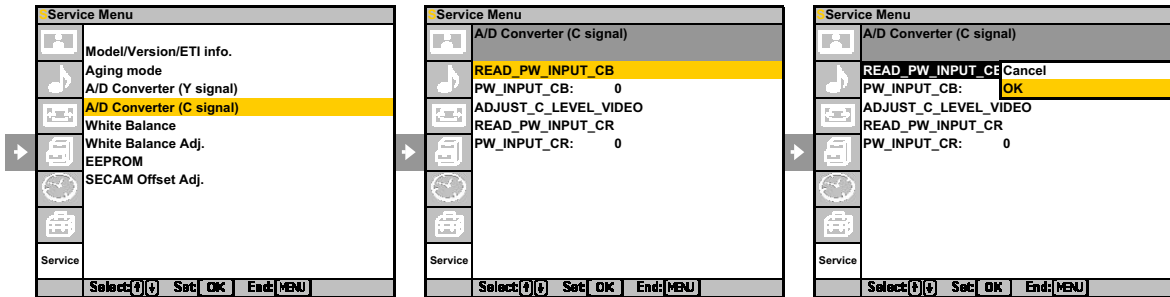 Service Menu
Model/Version/ETI info.
Aging mode
A/D Converter (Y signal)
A/D Converter (C signal)
White Balance
White Balance Adj.
EEPROM
SECAM Offset Adj.
Service
Select: Set:[ OK ] End:[MENU]
Service Menu
A/D Converter (C signal)
READ_PW_INPUT_CB
PW_INPUT_CB: 0
ADJUST_C_LEVEL_VIDEO
READ_PW_INPUT_CR
PW_INPUT_CR: 0
Service
Select: Set:[ OK ] End:[MENU]
Service Menu
A/D Converter (C signal)
READ_PW_INPUT_CB Cancel
PW_INPUT_CB: OK
ADJUST_C_LEVEL_VIDEO
READ_PW_INPUT_CR
PW_INPUT_CR: 0
Service
Select: Set:[ OK ] End:[MENU]